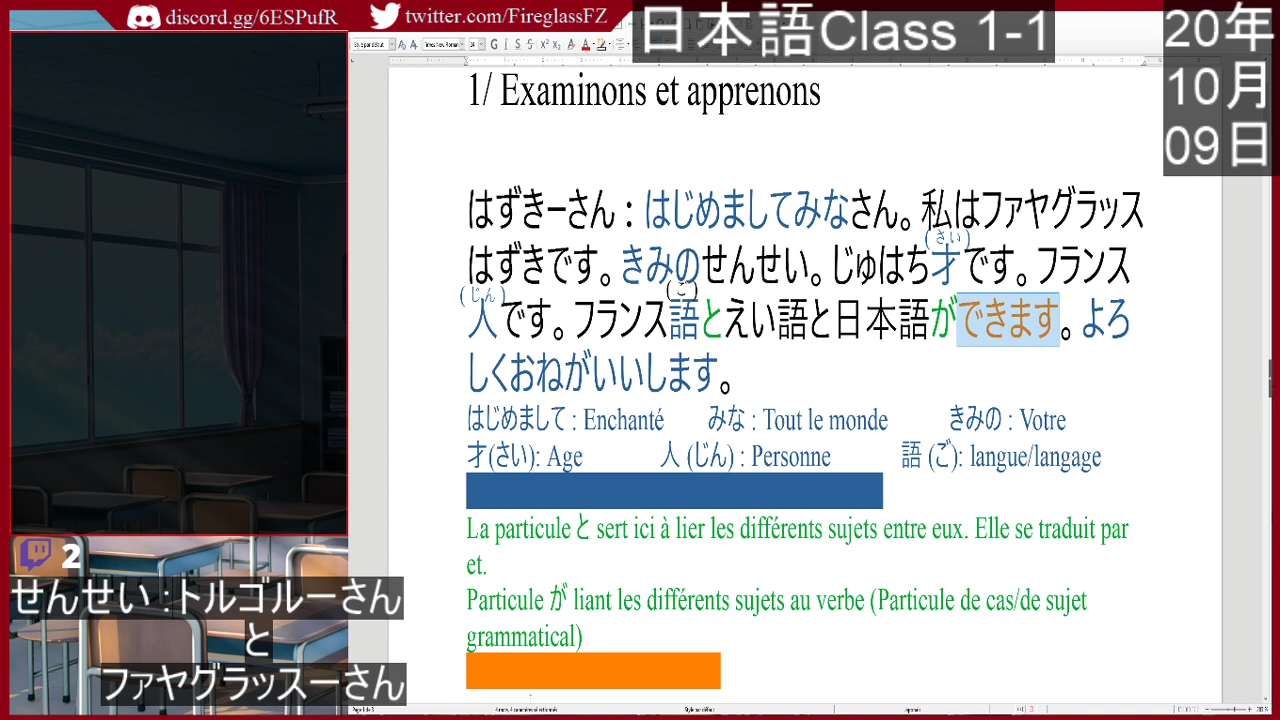 discord.gg/6ESPufR
twitter.com/FireglassFZ
日本語Class 1-1
20年
10月
09日
1/ Examinons et apprenons
はずきーさん : はじめましてみなさん。私はファヤグラッス
(さい)
はずきです。きみのせんせい。じゅはち才です。フランス
(じん) (ご)
人です。フランス語とえい語と日本語ができます。よろ
しくおねがいいします。
はじめまして : Enchanté みな : Tout le monde きみの : Votre
才(さい): Age 人 (じん) : Personne 語 (ご): langue/langage
La particule と sert ici à lier les différents sujets entre eux. Elle se traduit par
et.
Particule が liant les différents sujets au verbe (Particule de cas/de sujet
grammatical)
2
せんせい :トルゴルーさん
と
ファヤグラッスーさん